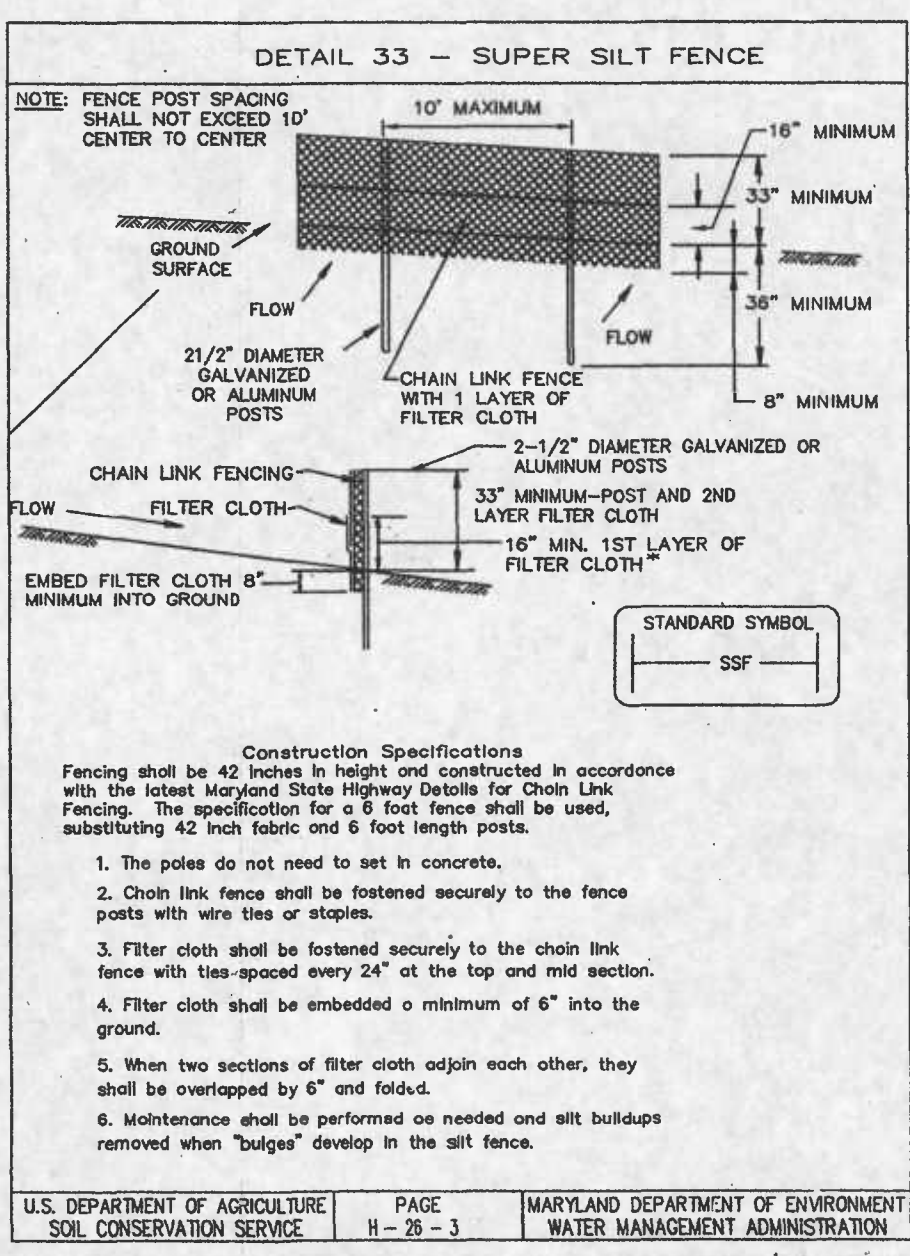 DETAIL 33 – SUPER SILT FENCE
NOTE: FENCE POST SPACING
SHALL NOT EXCEED 10'
CENTER TO CENTER
10' MAXIMUM
16" MINIMUM
33" MINIMUM
GROUND
SURFACE
FLOW
36" MINIMUM
FLOW
21/2" DIAMETER
GALVANIZED
OR ALUMINUM
POSTS
CHAIN LINK FENCE
WITH 1 LAYER OF
FILTER CLOTH
8" MINIMUM
2-1/2" DIAMETER GALVANIZED OR
ALUMINUM POSTS
CHAIN LINK FENCING
FLOW
FILTER CLOTH
33" MINIMUM-POST AND 2ND
LAYER FILTER CLOTH
16" MIN. 1ST LAYER OF
FILTER CLOTH*
EMBED FILTER CLOTH 8"
MINIMUM INTO GROUND
STANDARD SYMBOL
SSF
Construction Specifications
Fencing shall be 42 inches in height and constructed in accordance
with the latest Maryland State Highway Details for Chain Link
Fencing. The specification for a 6 foot fence shall be used,
substituting 42 inch fabric and 6 foot length posts.
1. The poles do not need to set in concrete.
2. Chain link fence shall be fastened securely to the fence
posts with wire ties or staples.
3. Filter cloth shall be fastened securely to the chain link
fence with ties spaced every 24" at the top and mid section.
4. Filter cloth shall be embedded a minimum of 6" into the
ground.
5. When two sections of filter cloth adjoin each other, they
shall be overlapped by 6" and folded.
6. Maintenance shall be performed as needed and silt buildups
removed when "bulges" develop in the silt fence.
U.S. DEPARTMENT OF AGRICULTURE
SOIL CONSERVATION SERVICE
PAGE
H - 26 - 3
MARYLAND DEPARTMENT OF ENVIRONMENT
WATER MANAGEMENT ADMINISTRATION